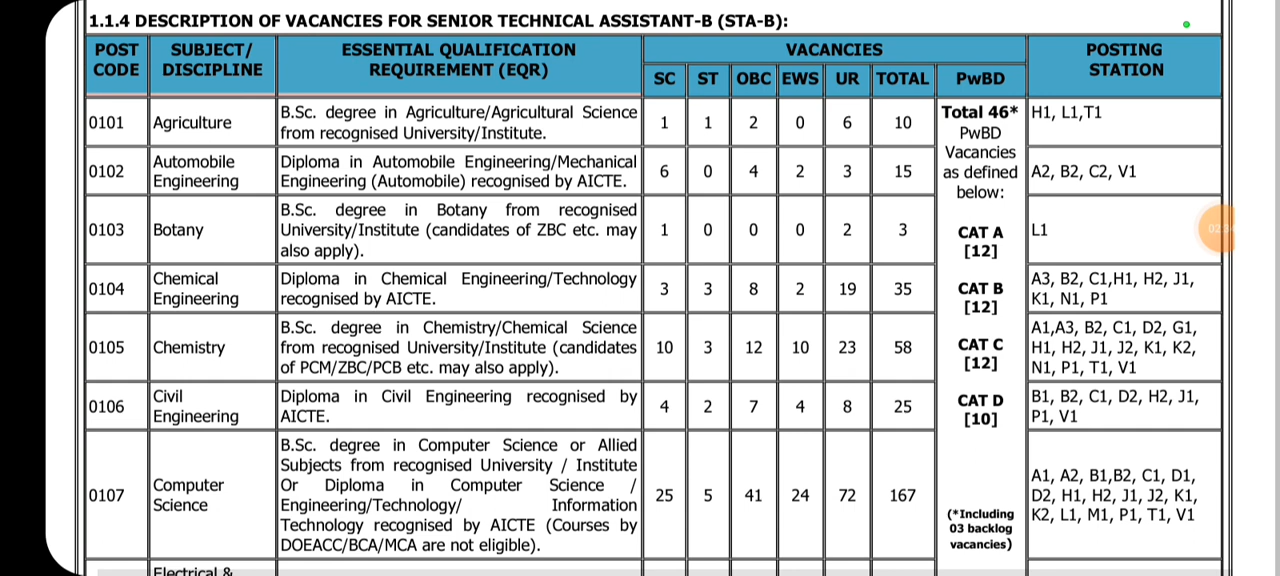 1.1.4 DESCRIPTION OF VACANCIES FOR SENIOR TECHNICAL ASSISTANT-B (STA-B):
POST CODE | SUBJECT/ DISCIPLINE | ESSENTIAL QUALIFICATION REQUIREMENT (EQR) | VACANCIES | POSTING STATION
SC | ST | OBC | EWS | UR | TOTAL | PwBD
0101 | Agriculture | B.Sc. degree in Agriculture/Agricultural Science
from recognised University/Institute. | 1 | 1 | 2 | 0 | 6 | 10 | H1, L1,T1
0102 | Automobile
Engineering | Diploma in Automobile Engineering/Mechanical
Engineering (Automobile) recognised by AICTE. | 6 | 0 | 4 | 2 | 3 | 15 | A2, B2, C2, V1
0103 | Botany | B.Sc. degree in Botany from recognised
University/Institute (candidates of ZBC etc. may
also apply). | 1 | 0 | 0 | 0 | 2 | 3 | L1
0104 | Chemical
Engineering | Diploma in Chemical Engineering/Technology
recognised by AICTE. | 3 | 3 | 8 | 2 | 19 | 35 | A3, B2, C1,H1, H2, J1,
K1, N1, P1
0105 | Chemistry | B.Sc. degree in Chemistry/Chemical Science
from recognised University/Institute (candidates
of PCM/ZBC/PCB etc. may also apply). | 10 | 3 | 12 | 10 | 23 | 58 | A1,A3, B2, C1, D2, G1,
H1, H2, J1, J2, K1, K2,
N1, P1, T1, V1
0106 | Civil
Engineering | Diploma in Civil Engineering recognised by
AICTE. | 4 | 2 | 7 | 4 | 8 | 25 | B1, B2, C1, D2, H2, J1,
P1, V1
0107 | Computer
Science | B.Sc. degree in Computer Science or Allied
Subjects from recognised University / Institute
Or Diploma in Computer Science /
Engineering/Technology/ Information
Technology recognised by AICTE (Courses by
DOEACC/BCA/MCA are not eligible). | 25 | 5 | 41 | 24 | 72 | 167 | A1, A2, B1,B2, C1, D1,
D2, H1, H2, J1, J2, K1,
K2, L1, M1, P1, T1, V1
Total 46*
PwBD
Vacancies
as defined
below:
CAT A
[12]
CAT B
[12]
CAT C
[12]
CAT D
[10]
(*Including
03 backlog
vacancies)
Electrical &